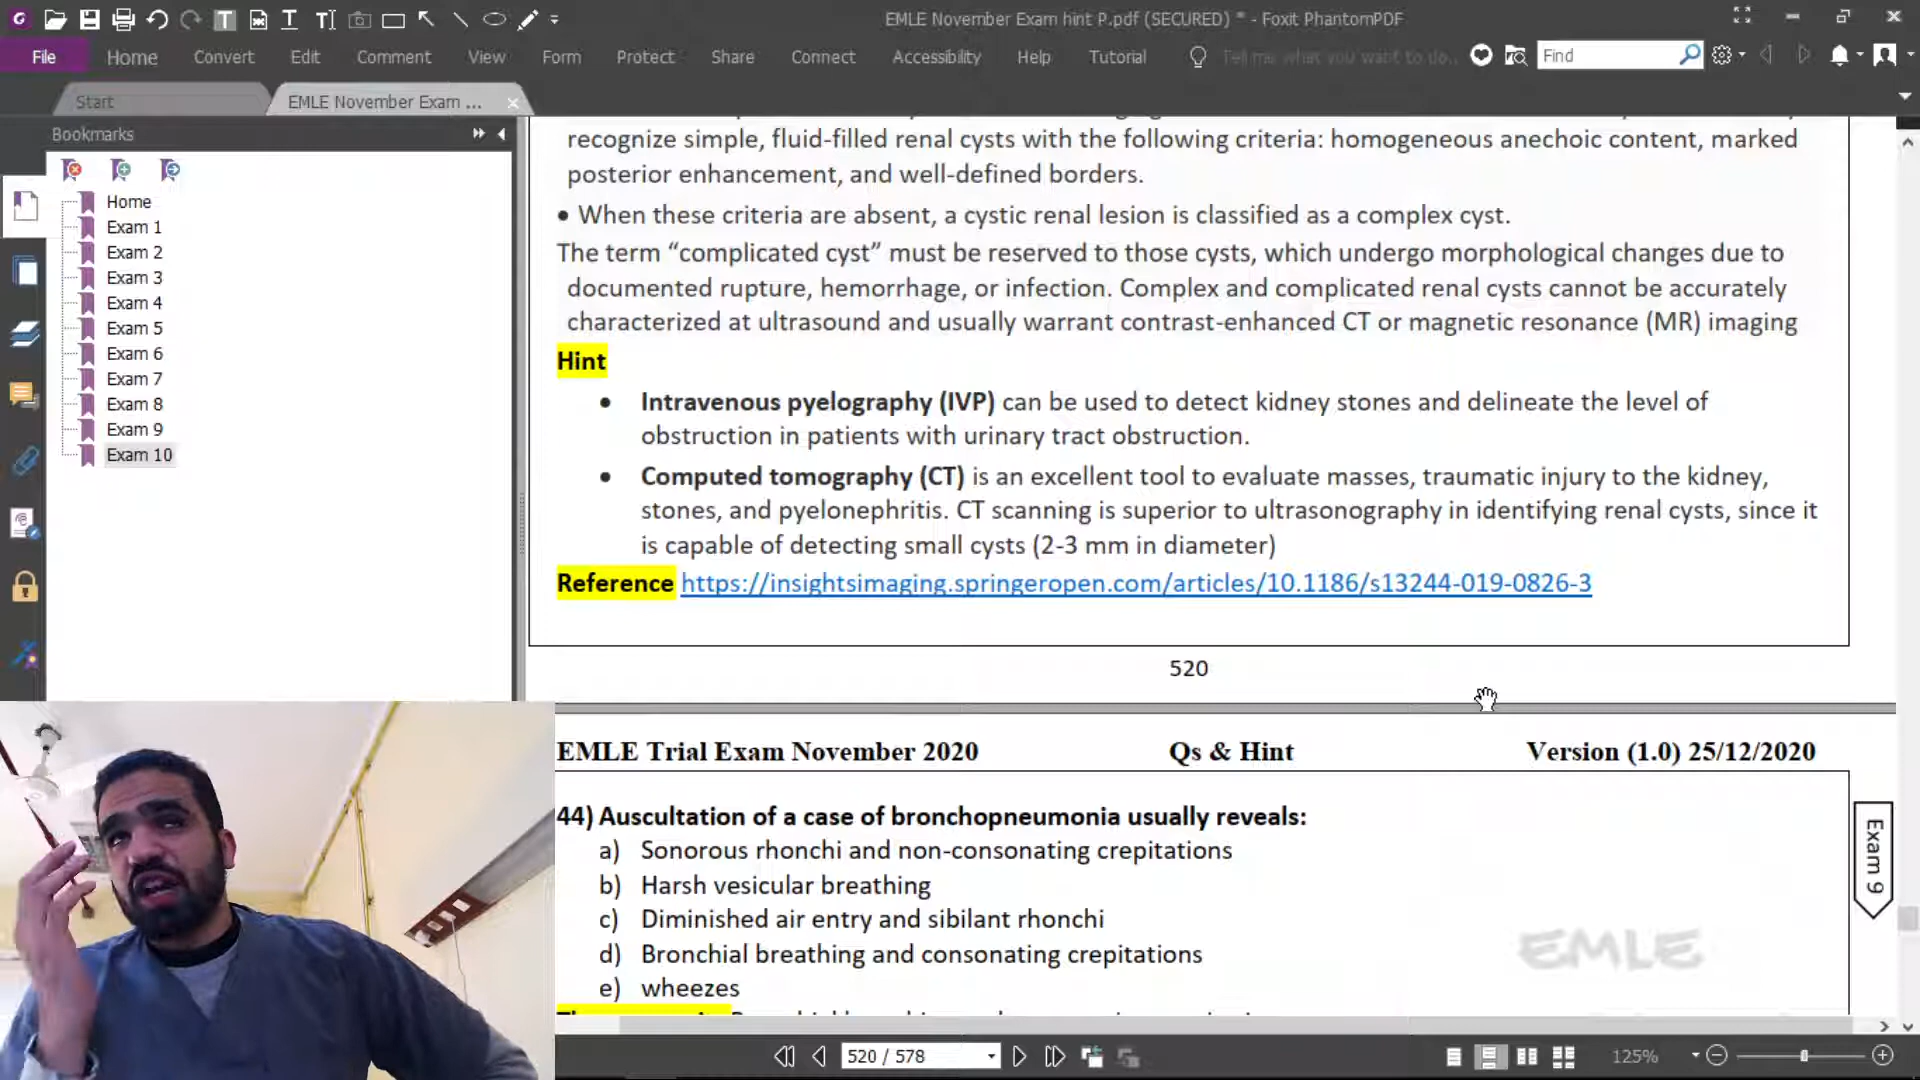 EMLE November Exam hint P.pdf (SECURED) * - Foxit PhantomPDF
File Home Convert Edit Comment View Form Protect Share Connect Accessibility Help Tutorial Tell me what you want to do... Find
Start EMLE November Exam ...
Bookmarks
Home
Exam 1
Exam 2
Exam 3
Exam 4
Exam 5
Exam 6
Exam 7
Exam 8
Exam 9
Exam 10
recognize simple, fluid-filled renal cysts with the following criteria: homogeneous anechoic content, marked
posterior enhancement, and well-defined borders.
• When these criteria are absent, a cystic renal lesion is classified as a complex cyst.
The term “complicated cyst” must be reserved to those cysts, which undergo morphological changes due to
documented rupture, hemorrhage, or infection. Complex and complicated renal cysts cannot be accurately
characterized at ultrasound and usually warrant contrast-enhanced CT or magnetic resonance (MR) imaging
Hint
• Intravenous pyelography (IVP) can be used to detect kidney stones and delineate the level of
obstruction in patients with urinary tract obstruction.
• Computed tomography (CT) is an excellent tool to evaluate masses, traumatic injury to the kidney,
stones, and pyelonephritis. CT scanning is superior to ultrasonography in identifying renal cysts, since it
is capable of detecting small cysts (2-3 mm in diameter)
Reference https://insightsimaging.springeropen.com/articles/10.1186/s13244-019-0826-3
520
EMLE Trial Exam November 2020 Qs & Hint Version (1.0) 25/12/2020
44) Auscultation of a case of bronchopneumonia usually reveals:
a) Sonorous rhonchi and non-consonating crepitations
b) Harsh vesicular breathing
c) Diminished air entry and sibilant rhonchi
d) Bronchial breathing and consonating crepitations
e) wheezes
Exam 9
EMLE
520 / 578
125%